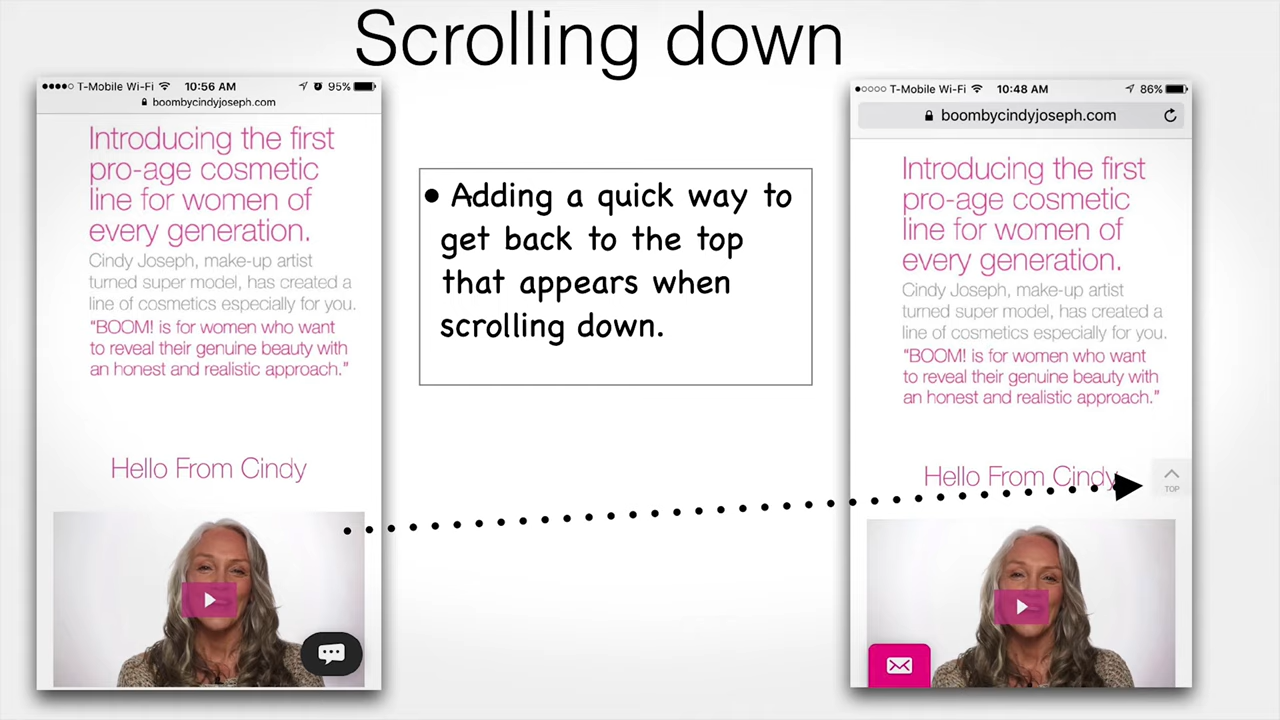 Scrolling down
T-Mobile Wi-Fi 10:56 AM 95%
boombycindyjoseph.com
Introducing the first
pro-age cosmetic
line for women of
every generation.
Cindy Joseph, make-up artist
turned super model, has created a
line of cosmetics especially for you.
“BOOM! is for women who want
to reveal their genuine beauty with
an honest and realistic approach.”
Hello From Cindy
• Adding a quick way to
get back to the top
that appears when
scrolling down.
T-Mobile Wi-Fi 10:48 AM 86%
boombycindyjoseph.com
Introducing the first
pro-age cosmetic
line for women of
every generation.
Cindy Joseph, make-up artist
turned super model, has created a
line of cosmetics especially for you.
“BOOM! is for women who want
to reveal their genuine beauty with
an honest and realistic approach.”
Hello From Cindy
TOP